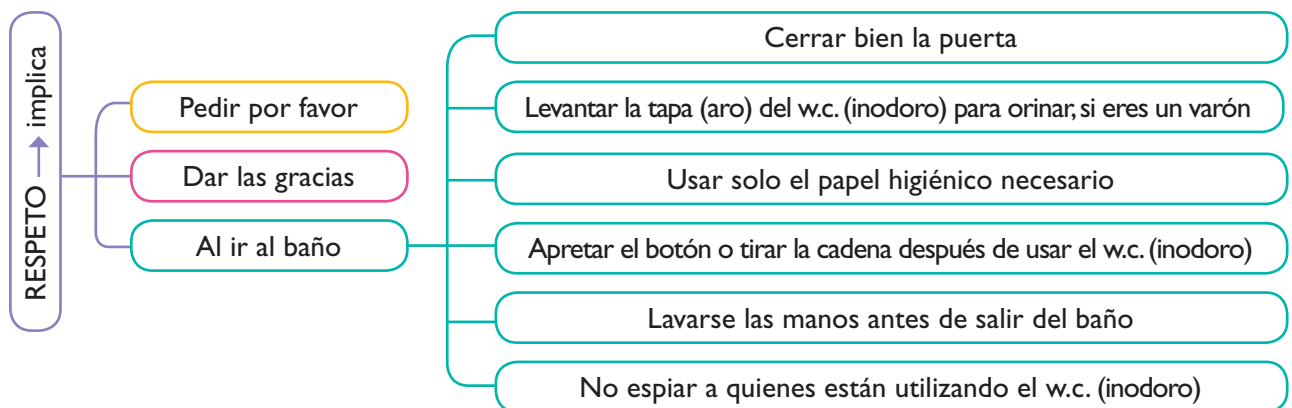 RESPETO → implica
Pedir por favor
Dar las gracias
Al ir al baño
Cerrar bien la puerta
Levantar la tapa (aro) del w.c. (inodoro) para orinar, si eres un varón
Usar solo el papel higiénico necesario
Apretar el botón o tirar la cadena después de usar el w.c. (inodoro)
Lavarse las manos antes de salir del baño
No espiar a quienes están utilizando el w.c. (inodoro)